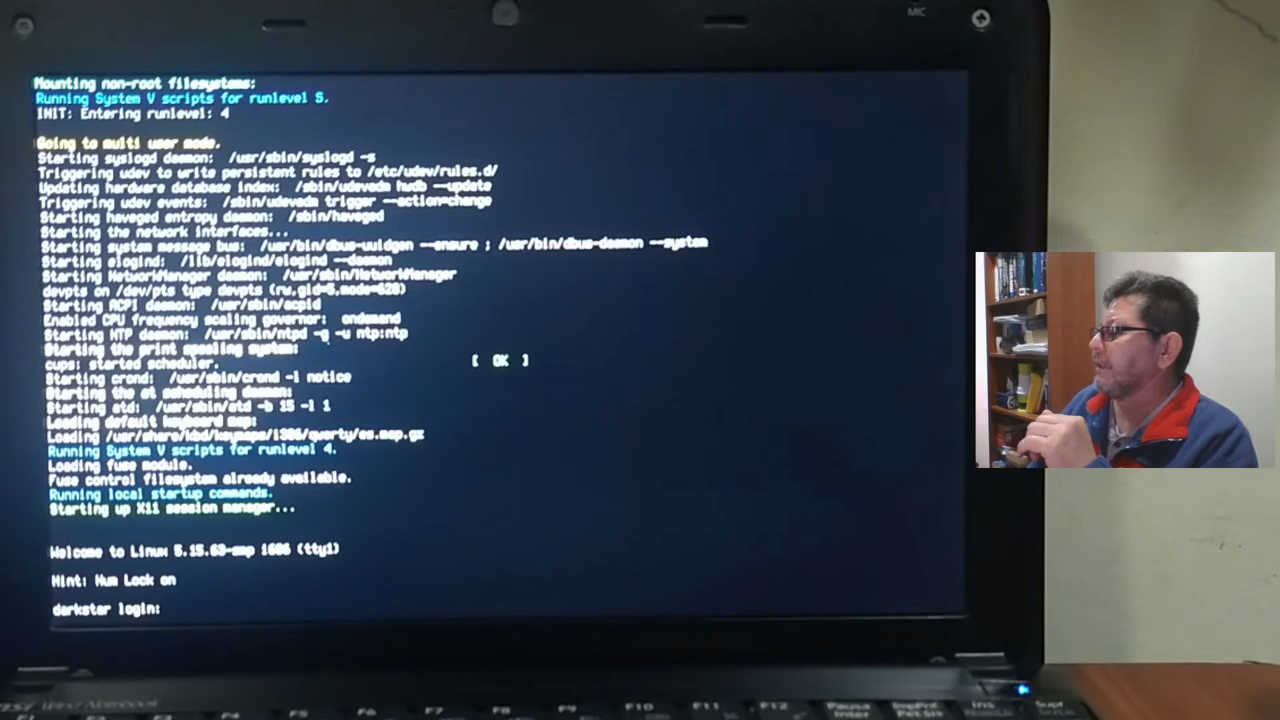 MIC
Mounting non-root filesystems:
Running System V scripts for runlevel S.
INIT: Entering runlevel: 4
Going to multi user mode.
Starting syslogd daemon:  /usr/sbin/syslogd -s
Triggering udev to write persistent rules to /etc/udev/rules.d/
Updating hardware database index:  /sbin/udevadm hwdb --update
Triggering udev events:  /sbin/udevadm trigger --action=change
Starting haveged entropy daemon:  /sbin/haveged
Starting the network interfaces...
Starting system message bus:  /usr/bin/dbus-uuidgen --ensure ; /usr/bin/dbus-daemon --system
Starting elogind:  /lib/elogind/elogind --daemon
Starting NetworkManager daemon:  /usr/sbin/NetworkManager
devpts on /dev/pts type devpts (rw,gid=5,mode=620)
Starting ACPI daemon:  /usr/sbin/acpid
Enabled CPU frequency scaling governor:  ondemand
Starting NTP daemon:  /usr/sbin/ntpd -g -u ntp:ntp
Starting the print spooling system:
cups: started scheduler. [  OK  ]
Starting crond:  /usr/sbin/crond -l notice
Starting the at scheduling daemon:
Starting atd:  /usr/sbin/atd -b 15 -l 1
Loading default keyboard map:
Loading /usr/share/kbd/keymaps/i386/qwerty/es.map.gz
Running System V scripts for runlevel 4.
Loading fuse module.
Fuse control filesystem already available.
Running local startup commands.
Starting up X11 session manager...
Welcome to Linux 5.15.63-smp i686 (tty1)
Hint: Num Lock on
darkstar login:
F4 F5 F6 F7 F8 F9 F10 F11 F12 Pausa Inter Impr Pant PetSis Ins Supr